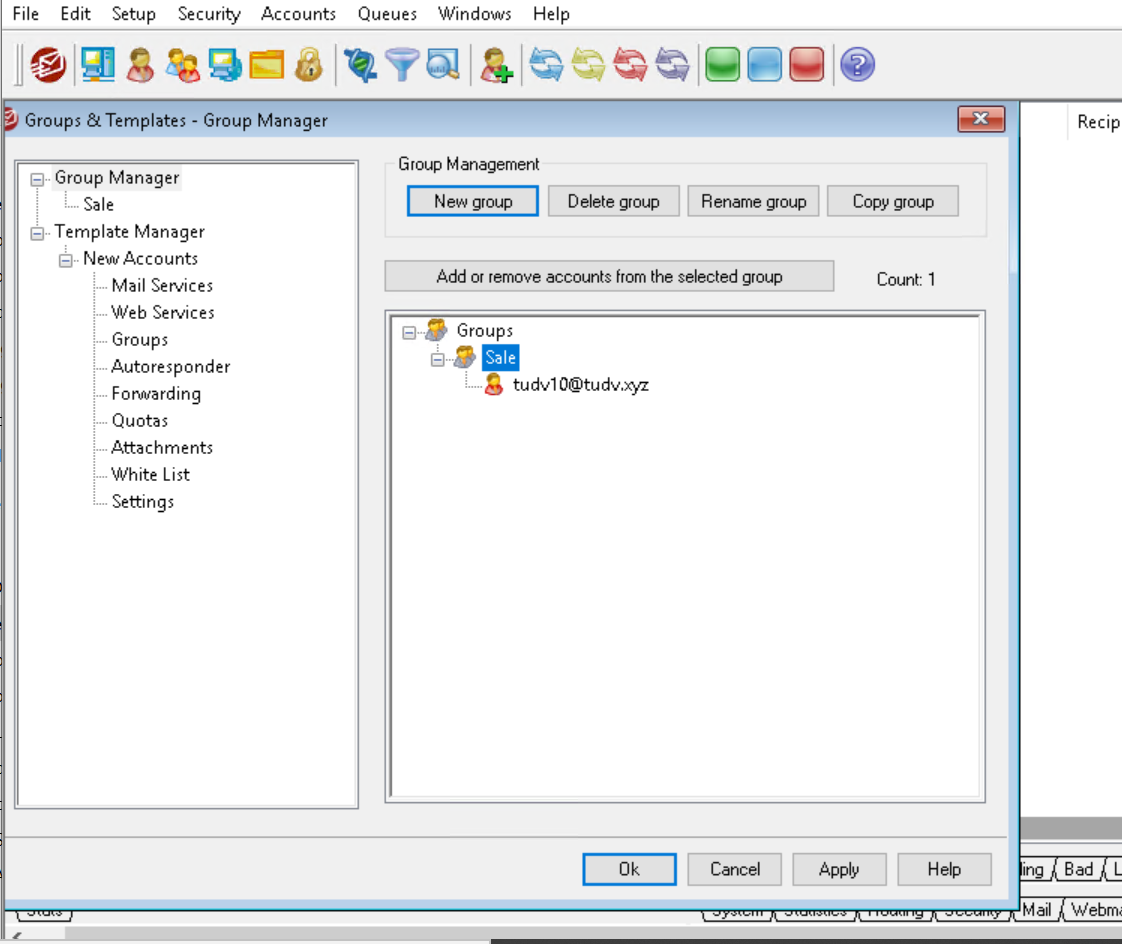 File Edit Setup Security Accounts Queues Windows Help
Groups & Templates - Group Manager
Recip
Group Manager
Sale
Template Manager
New Accounts
Mail Services
Web Services
Groups
Autoresponder
Forwarding
Quotas
Attachments
White List
Settings
Group Management
New group Delete group Rename group Copy group
Add or remove accounts from the selected group Count: 1
Groups
Sale
tudv10@tudv.xyz
Ok Cancel Apply Help
ling Bad L
Stats System Statistics Routing Security Mail Webma